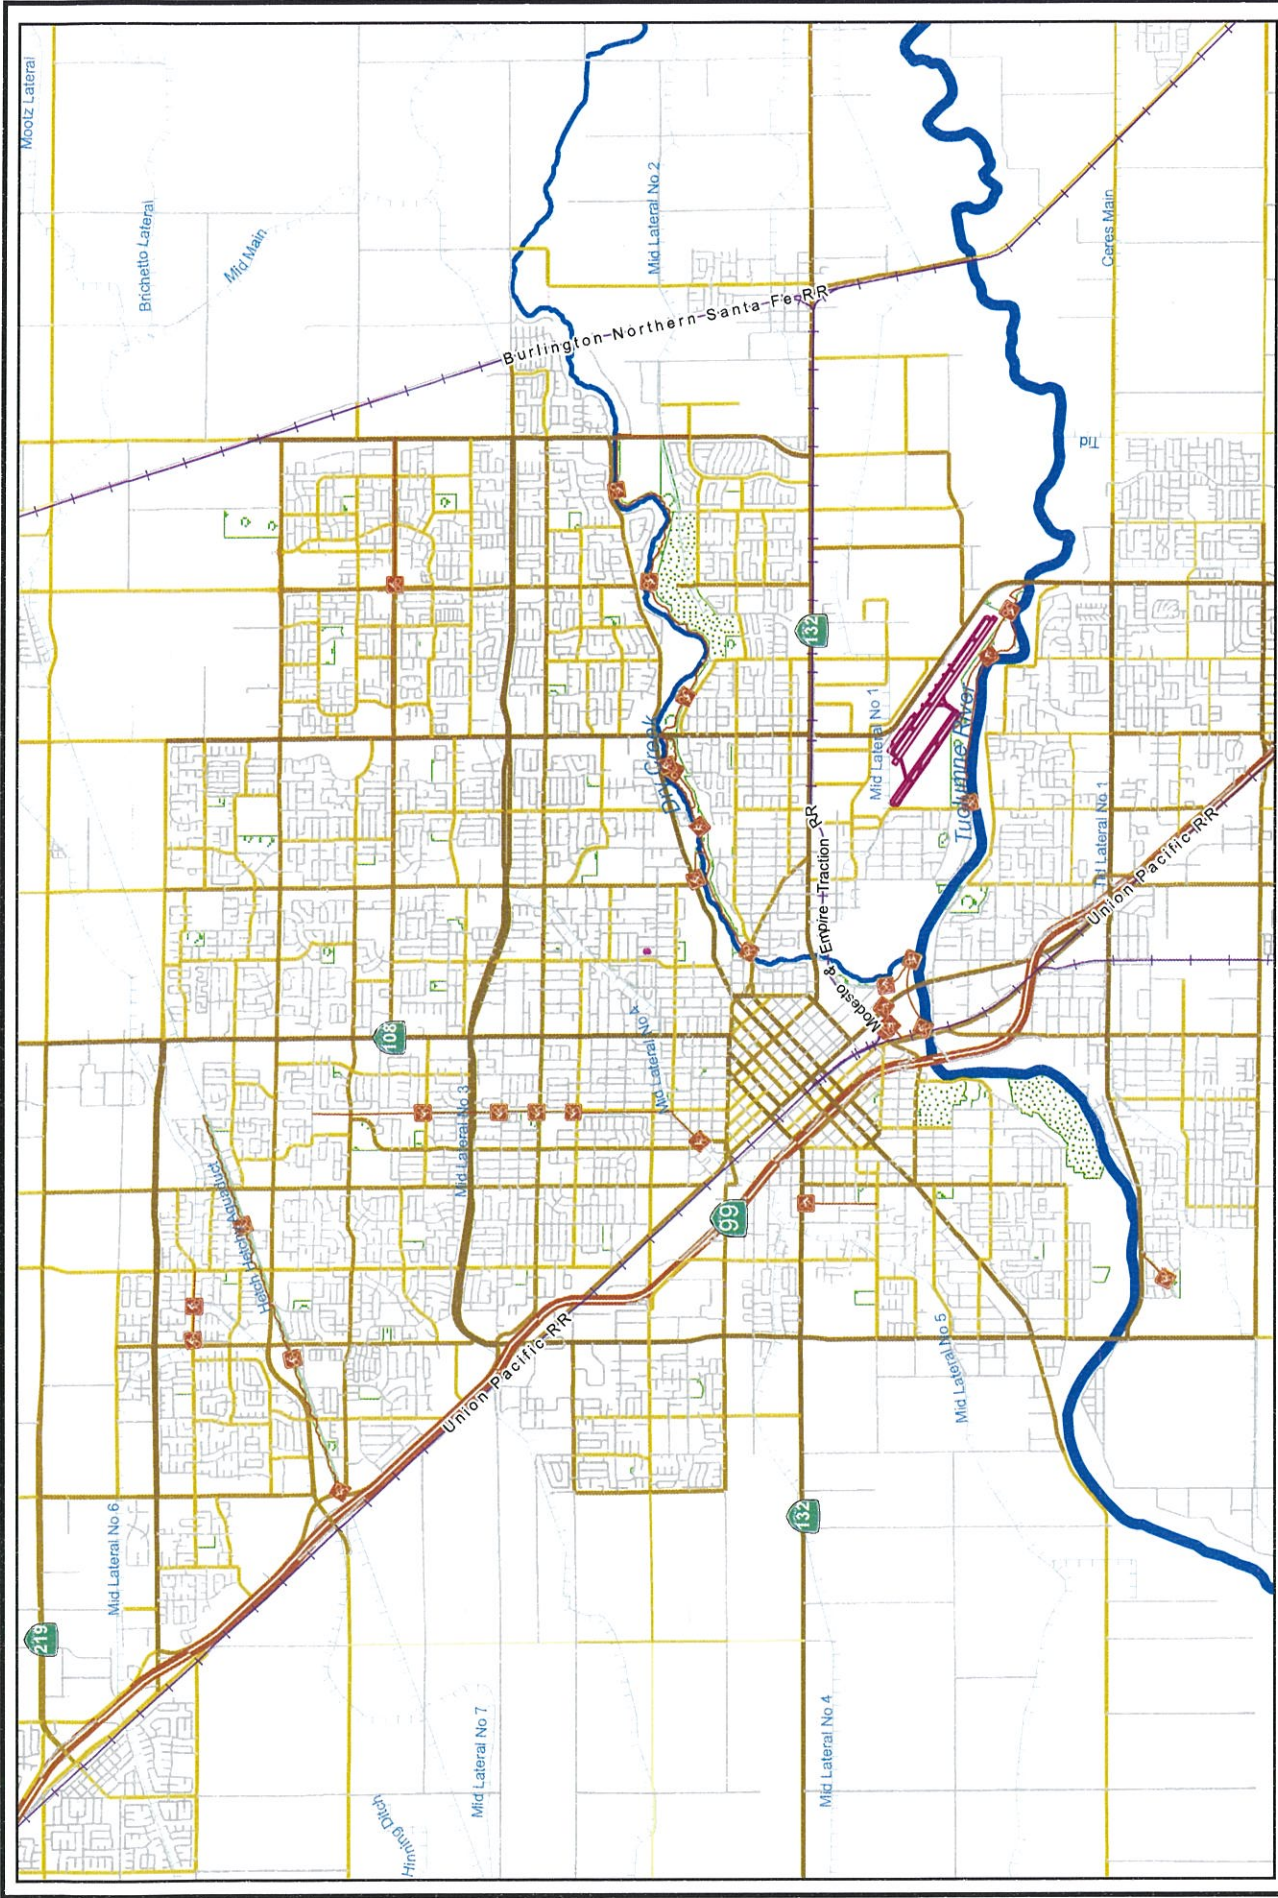 Mootz Lateral
Brichetto Lateral
Mid Main
Mid Lateral No 2
Ceres Main
Burlington Northern Santa Fe RR
Tid
132
Mid Lateral No 1
Dry Creek
Tuolumne River
Modesto & Empire Traction RR
Tid Lateral No 1
Union Pacific RR
108
Mid Lateral No 4
Mid Lateral No 3
Hetch Hetchy Aquaduct
99
Union Pacific RR
Mid Lateral No 5
132
Mid Lateral No 6
219
Mid Lateral No 7
Mid Lateral No 4
Hinning Ditch